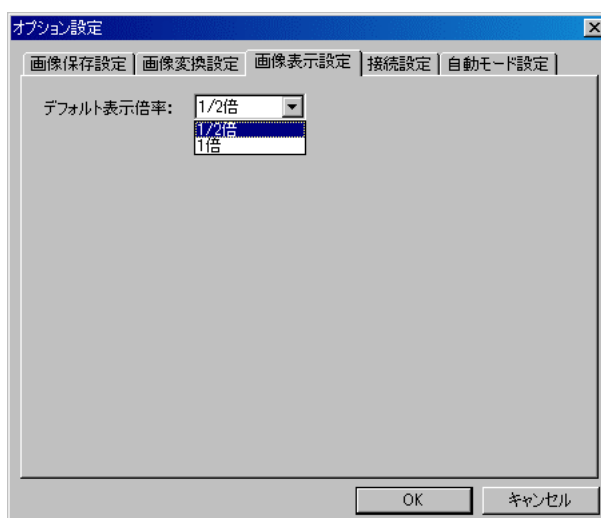 オプション設定
画像保存設定 画像変換設定 画像表示設定 接続設定 自動モード設定
デフォルト表示倍率: 1/2倍
1/2倍
1倍
OK キャンセル